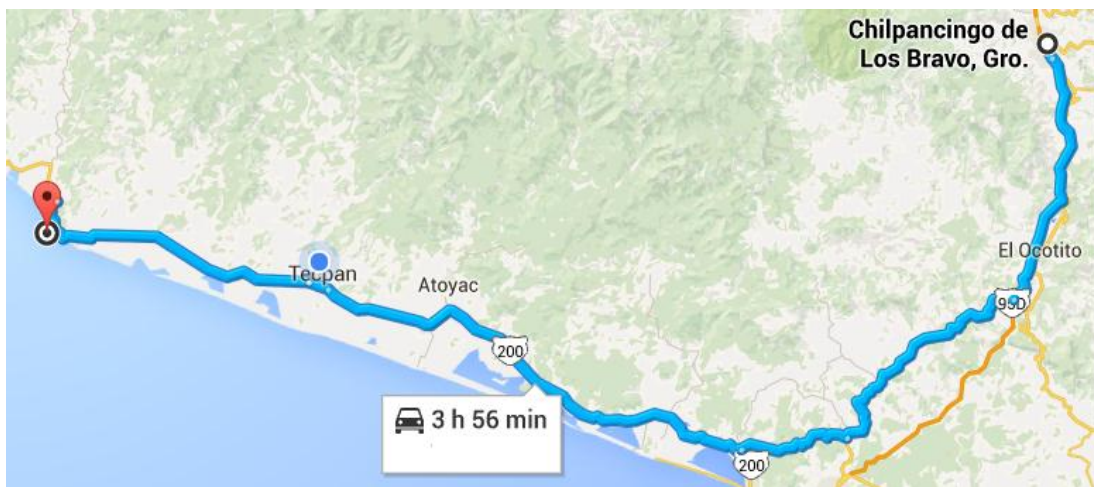 Chilpancingo de
Los Bravo, Gro.
El Ocotito
95D
Tecpan
Atoyac
200
3 h 56 min
200